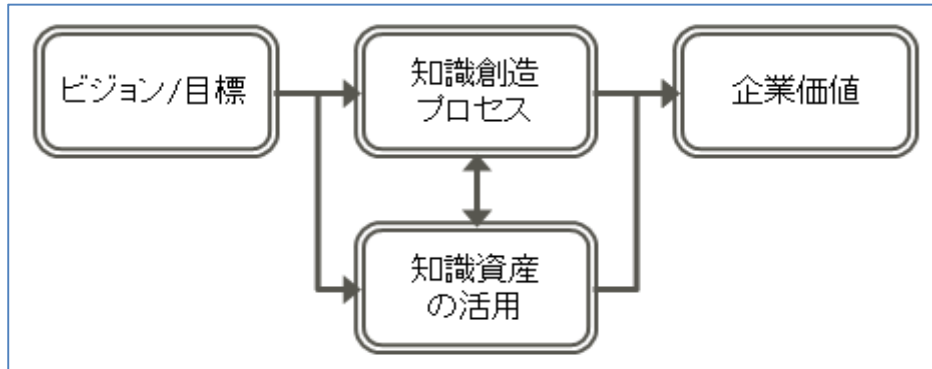 ビジョン/目標
知識創造
プロセス
企業価値
知識資産
の活用